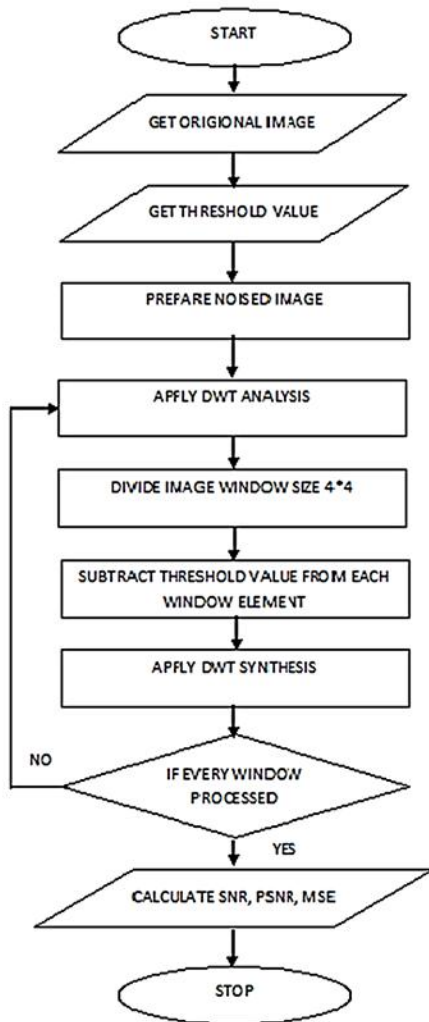 START
GET ORIGIONAL IMAGE
GET THRESHOLD VALUE
PREFARE NOISED IMAGE
AFFLY DWT ANALYSIS
DIVIDE IMAGE WINDOW SIZE 4*4
SUBTRACT THRESHOLD VALUE FROM EACH
WINDOW ELEMENT
AFFLY DWT SYNTHESIS
NO
IF EVERY WINDOW
PROCESSED
YES
CALCULATE SNR, PSNR, MSE
STOP